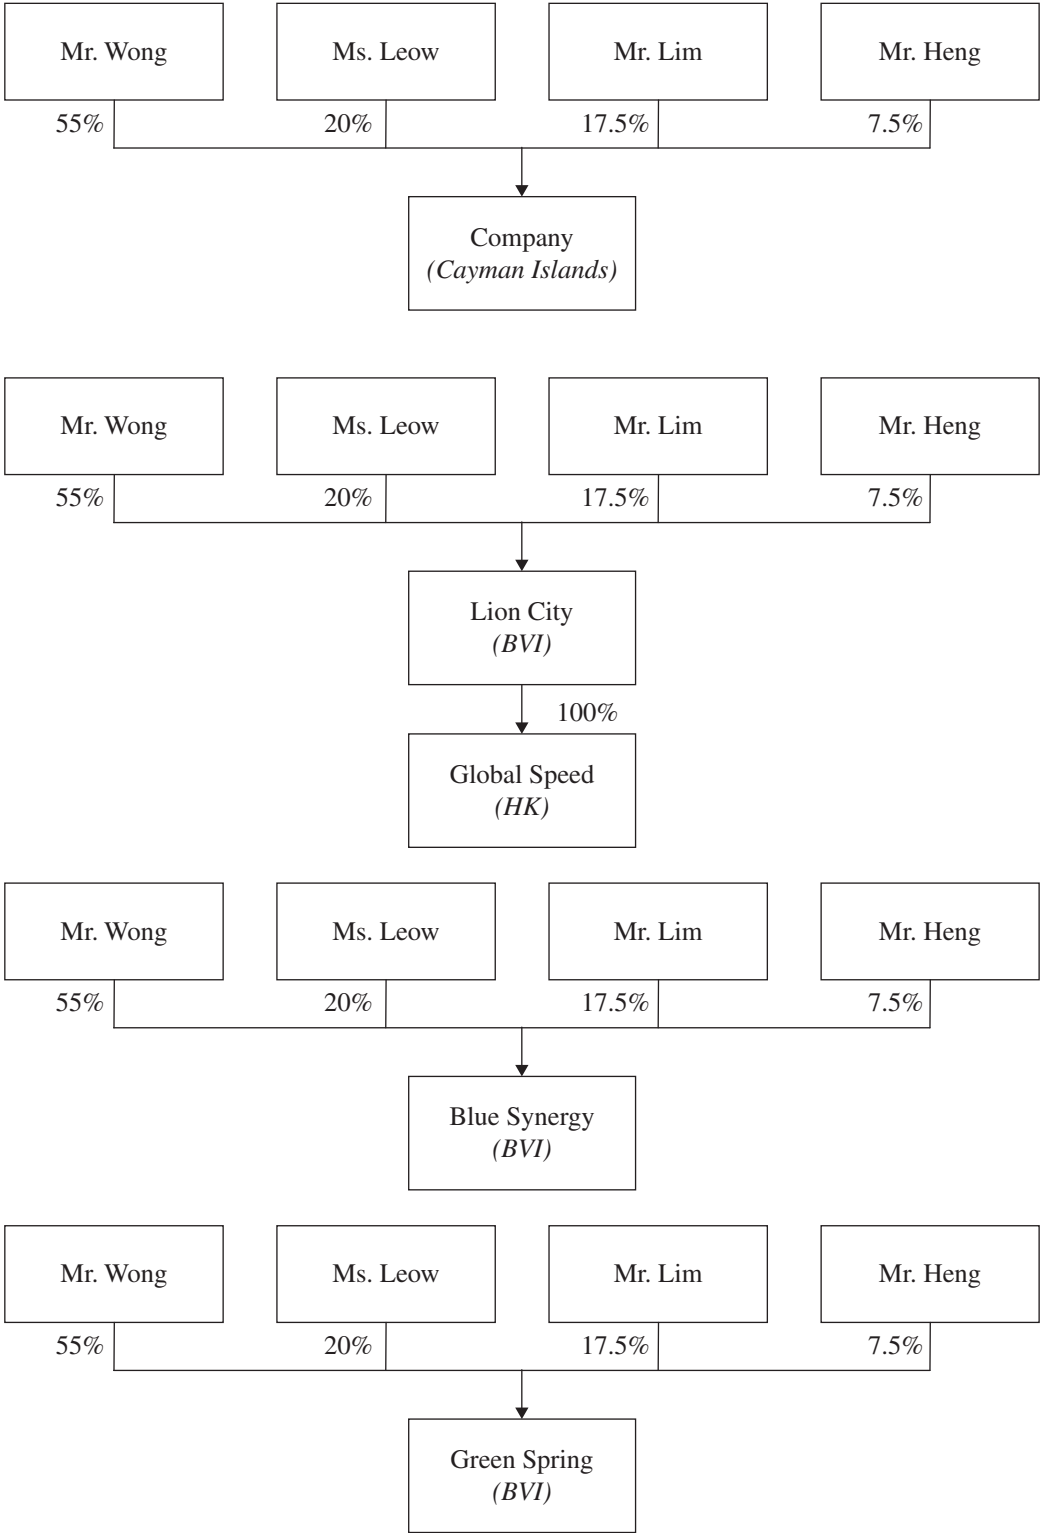 Mr. Wong
Ms. Leow
Mr. Lim
Mr. Heng
55%
20%
17.5%
7.5%
Company
(Cayman Islands)
Mr. Wong
Ms. Leow
Mr. Lim
Mr. Heng
55%
20%
17.5%
7.5%
Lion City
(BVI)
100%
Global Speed
(HK)
Mr. Wong
Ms. Leow
Mr. Lim
Mr. Heng
55%
20%
17.5%
7.5%
Blue Synergy
(BVI)
Mr. Wong
Ms. Leow
Mr. Lim
Mr. Heng
55%
20%
17.5%
7.5%
Green Spring
(BVI)